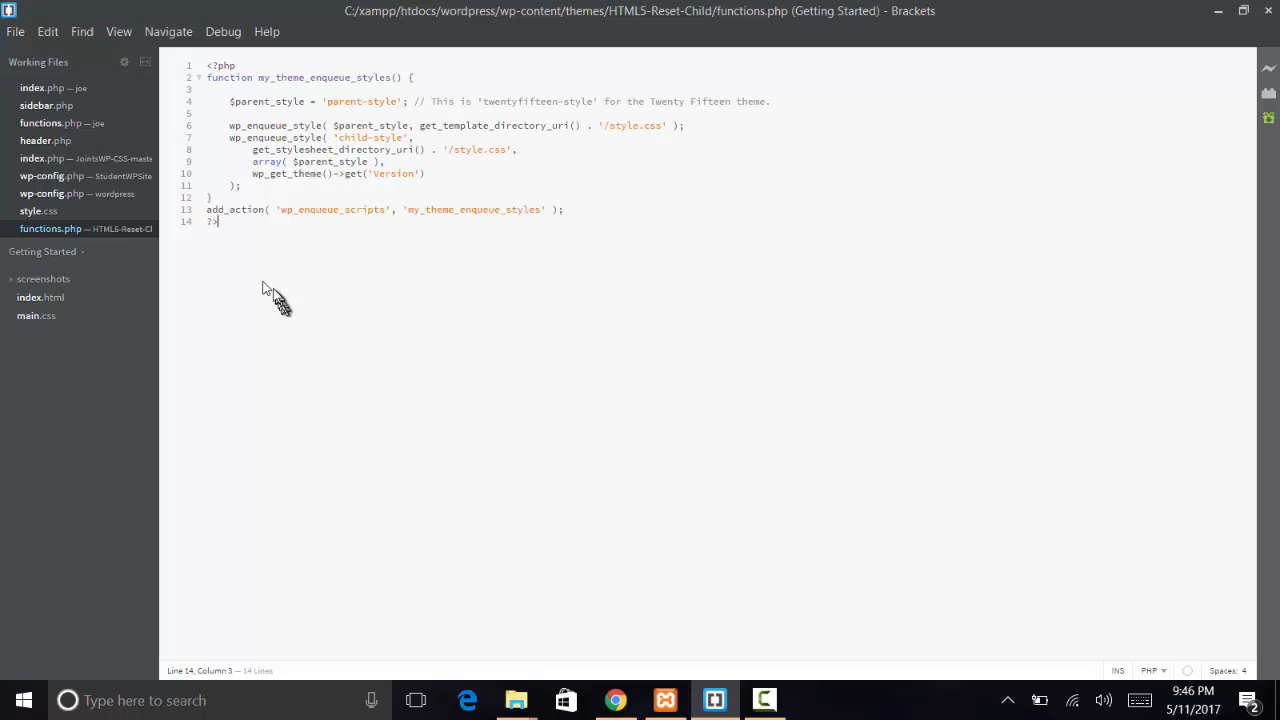 C:/xampp/htdocs/wordpress/wp-content/themes/HTML5-Reset-Child/functions.php (Getting Started) - Brackets
File Edit Find View Navigate Debug Help
Working Files
index.php — joe
sidebar.php
functions.php — joe
header.php
index.php — JointsWP-CSS-maste
wp-config.php — StudentWPSite
wp-config.php — wordpress
style.css
functions.php — HTML5-Reset-Cl
Getting Started
screenshots
index.html
main.css
1 <?php
2 function my_theme_enqueue_styles() {
3
4 $parent_style = 'parent-style'; // This is 'twentyfifteen-style' for the Twenty Fifteen theme.
5
6 wp_enqueue_style( $parent_style, get_template_directory_uri() . '/style.css' );
7 wp_enqueue_style( 'child-style',
8 get_stylesheet_directory_uri() . '/style.css',
9 array( $parent_style ),
10 wp_get_theme()->get('Version')
11 );
12 }
13 add_action( 'wp_enqueue_scripts', 'my_theme_enqueue_styles' );
14 ?>
Line 14, Column 3 — 14 Lines
INS PHP Spaces: 4
Type here to search
9:46 PM
5/11/2017
2